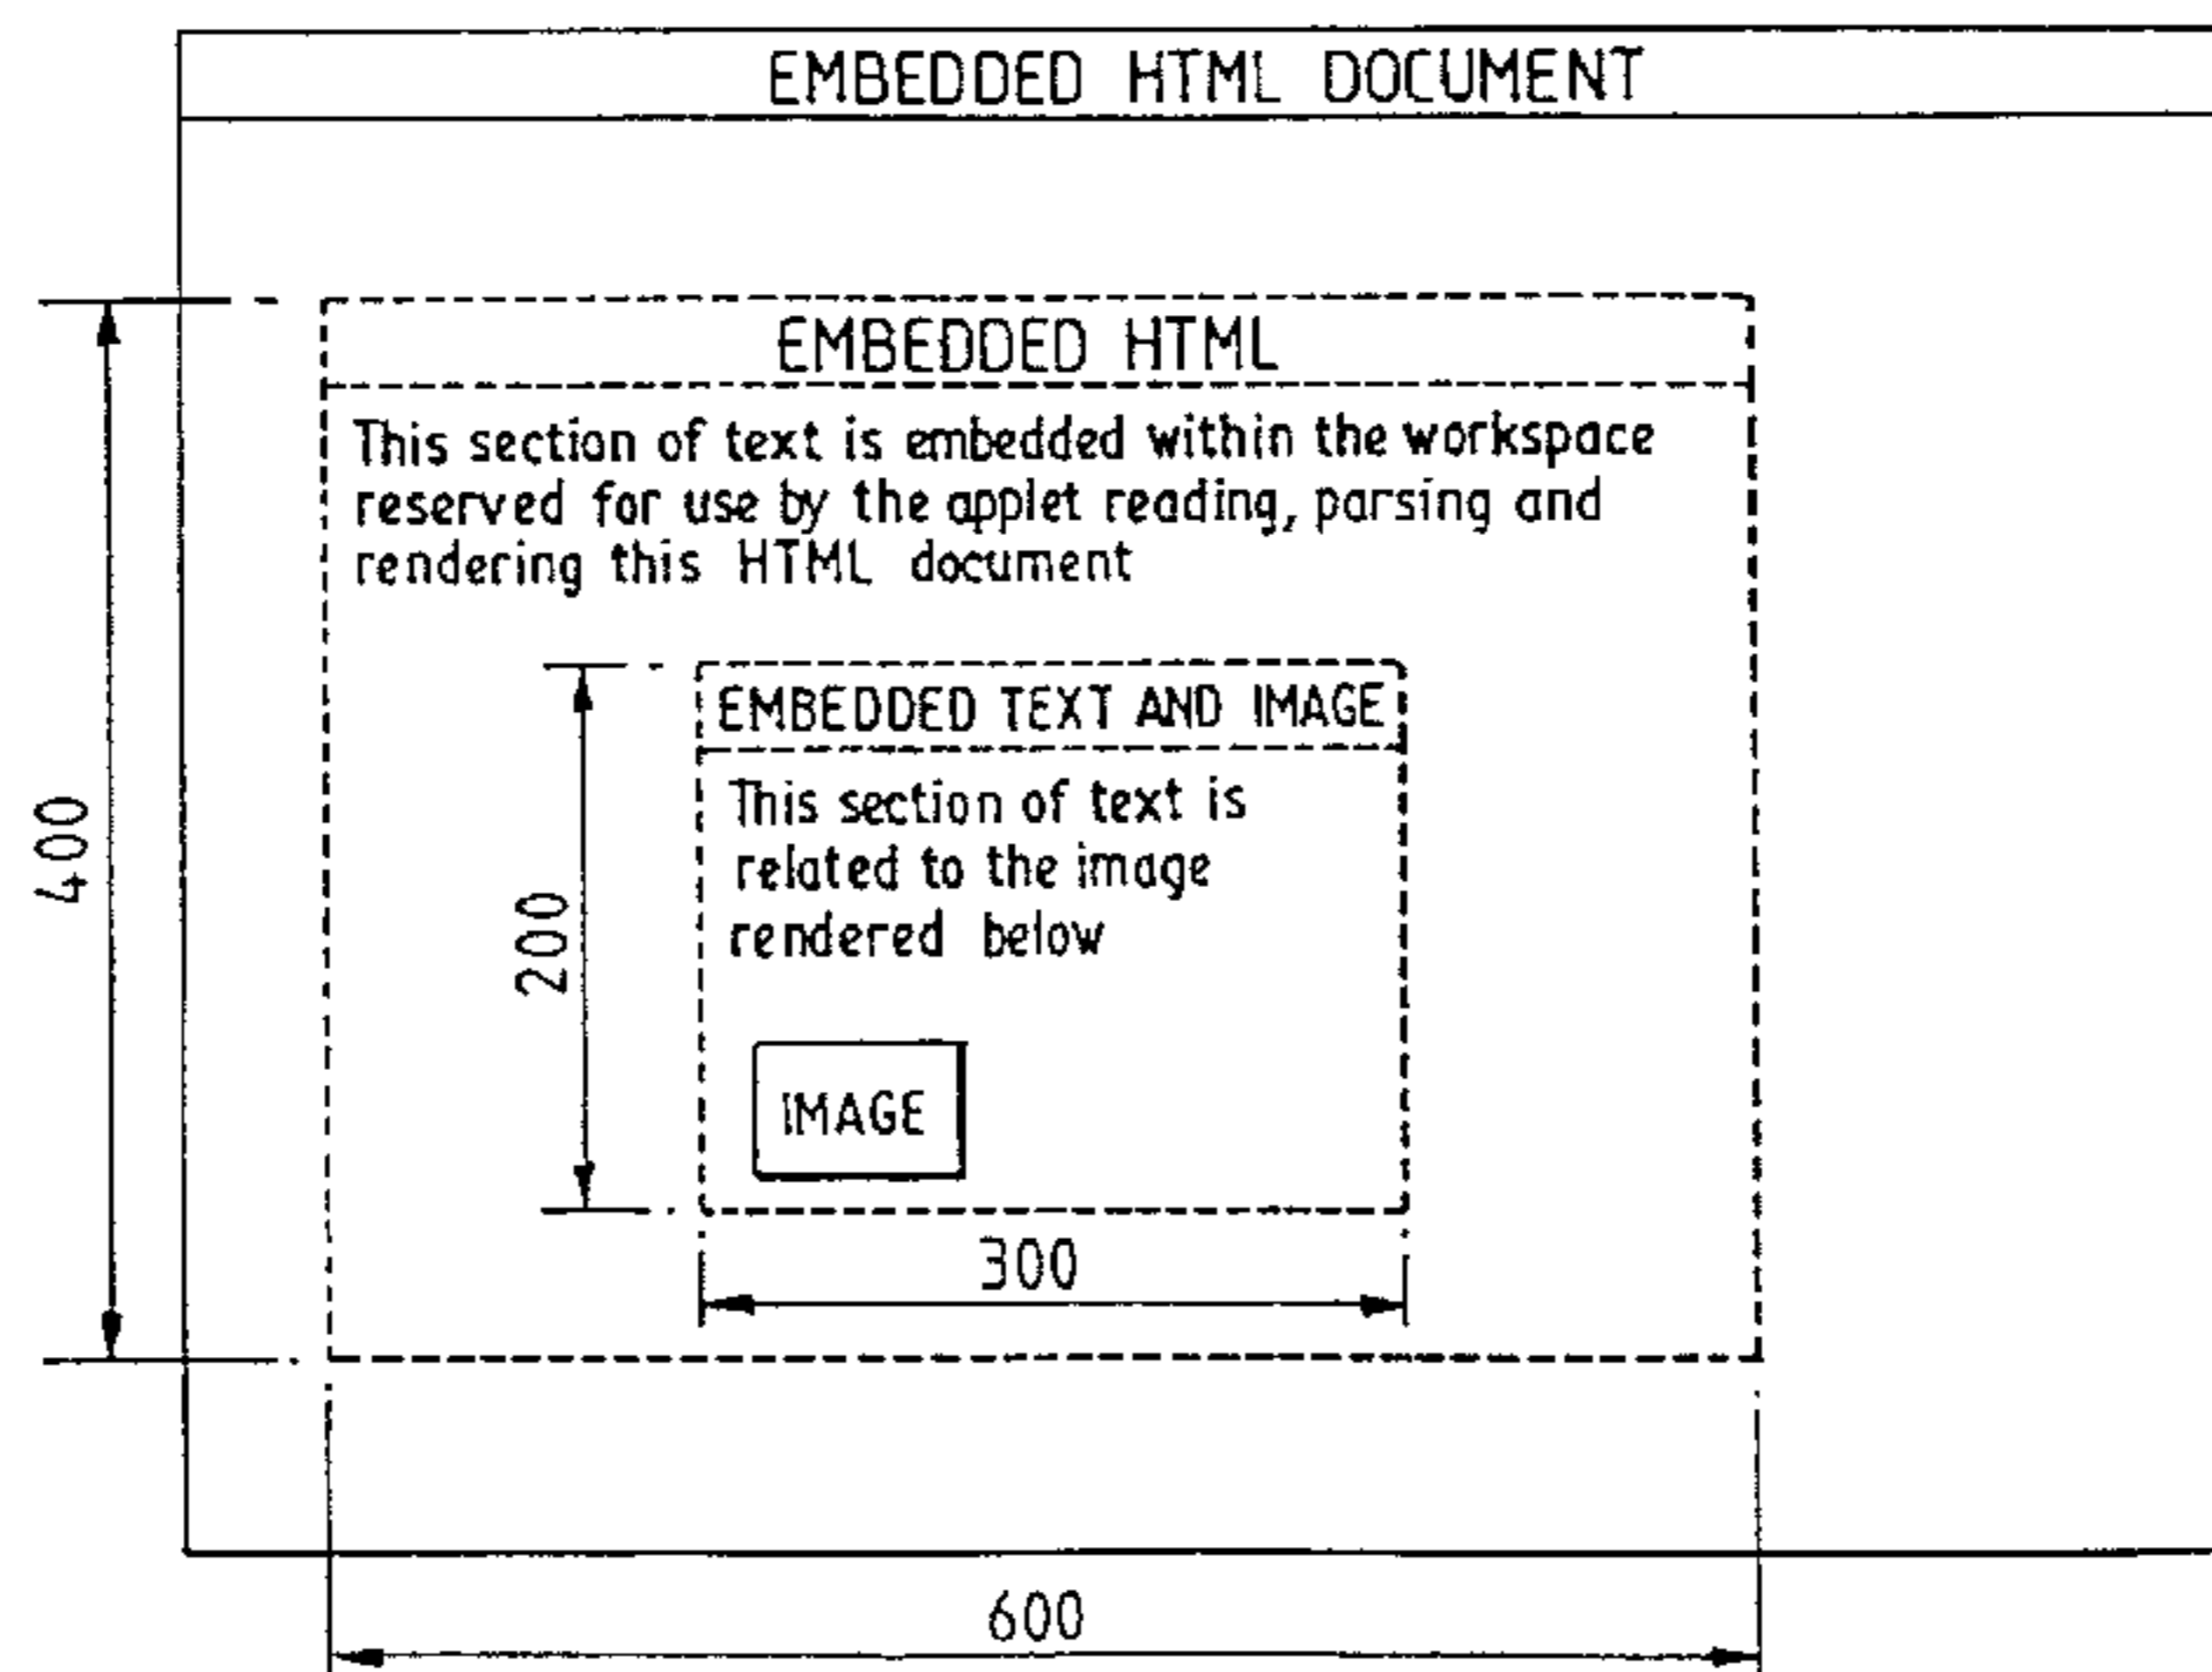 EMBEDDED HTML DOCUMENT
EMBEDDED HTML
This section of text is embedded within the workspace
reserved for use by the applet reading, parsing and
rendering this HTML document
400
EMBEDDED TEXT AND IMAGE
This section of text is
related to the image
rendered below
200
IMAGE
300
600